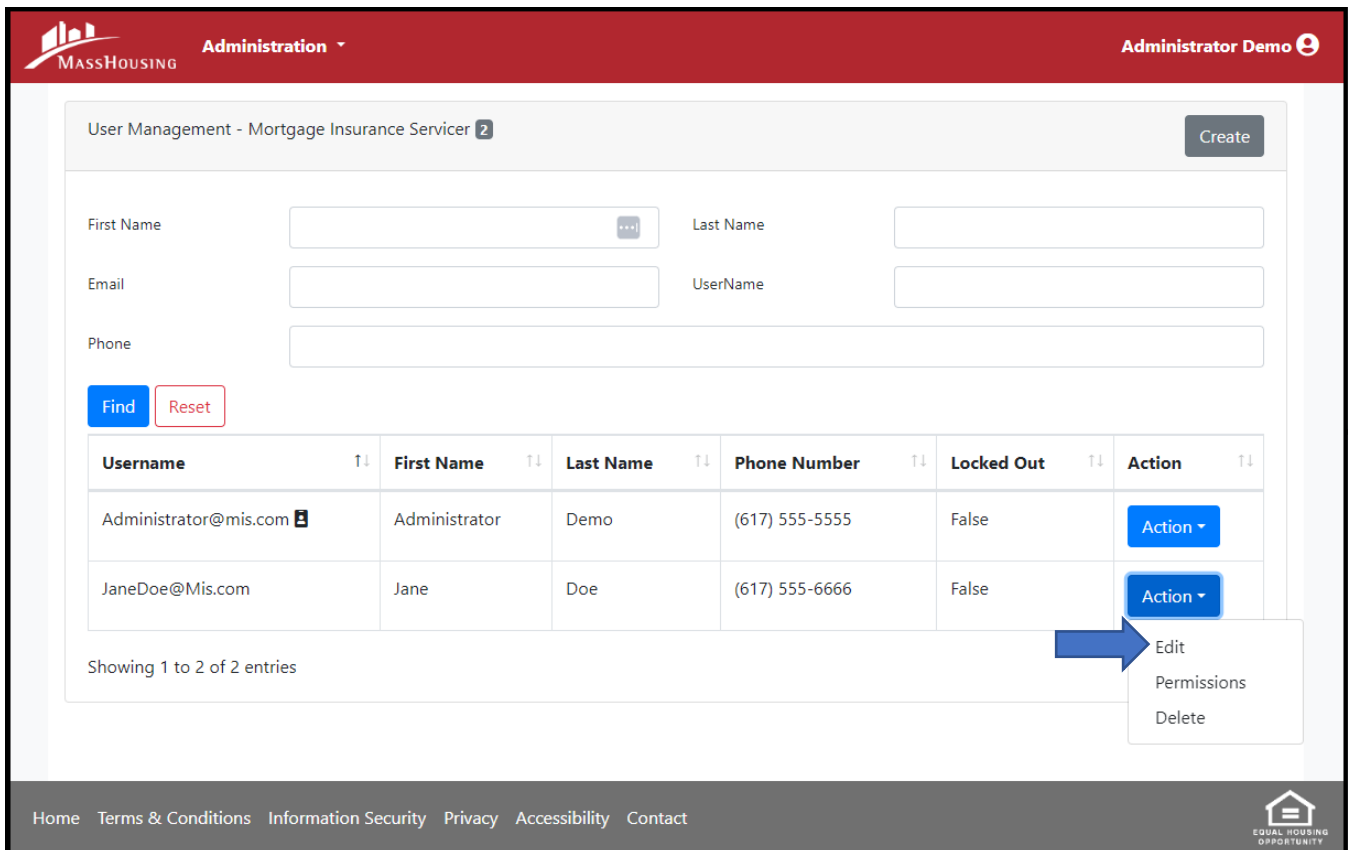 MASSHOUSING
Administration
Administrator Demo
User Management - Mortgage Insurance Servicer 2
Create
First Name
Last Name
Email
UserName
Phone
Find Reset
Username First Name Last Name Phone Number Locked Out Action
Administrator@mis.com Administrator Demo (617) 555-5555 False Action
JaneDoe@Mis.com Jane Doe (617) 555-6666 False Action
Edit
Showing 1 to 2 of 2 entries
Permissions
Delete
Home Terms & Conditions Information Security Privacy Accessibility Contact
EQUAL HOUSING
OPPORTUNITY